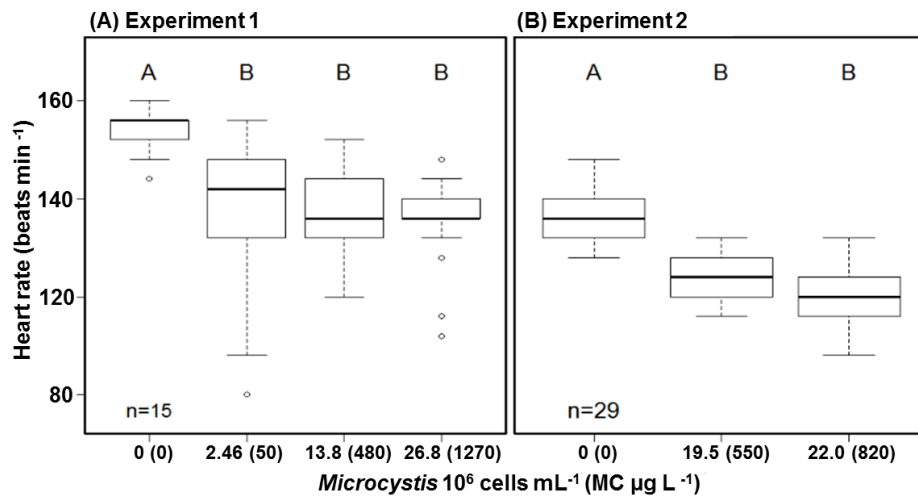 (A) Experiment 1
(B) Experiment 2
A B B B
A B B
Heart rate (beats min ⁻¹)
160
140
120
80
n=15
n=29
0 (0) 2.46 (50) 13.8 (480) 26.8 (1270)
0 (0) 19.5 (550) 22.0 (820)
Microcystis 10⁶ cells mL⁻¹ (MC µg L ⁻¹)